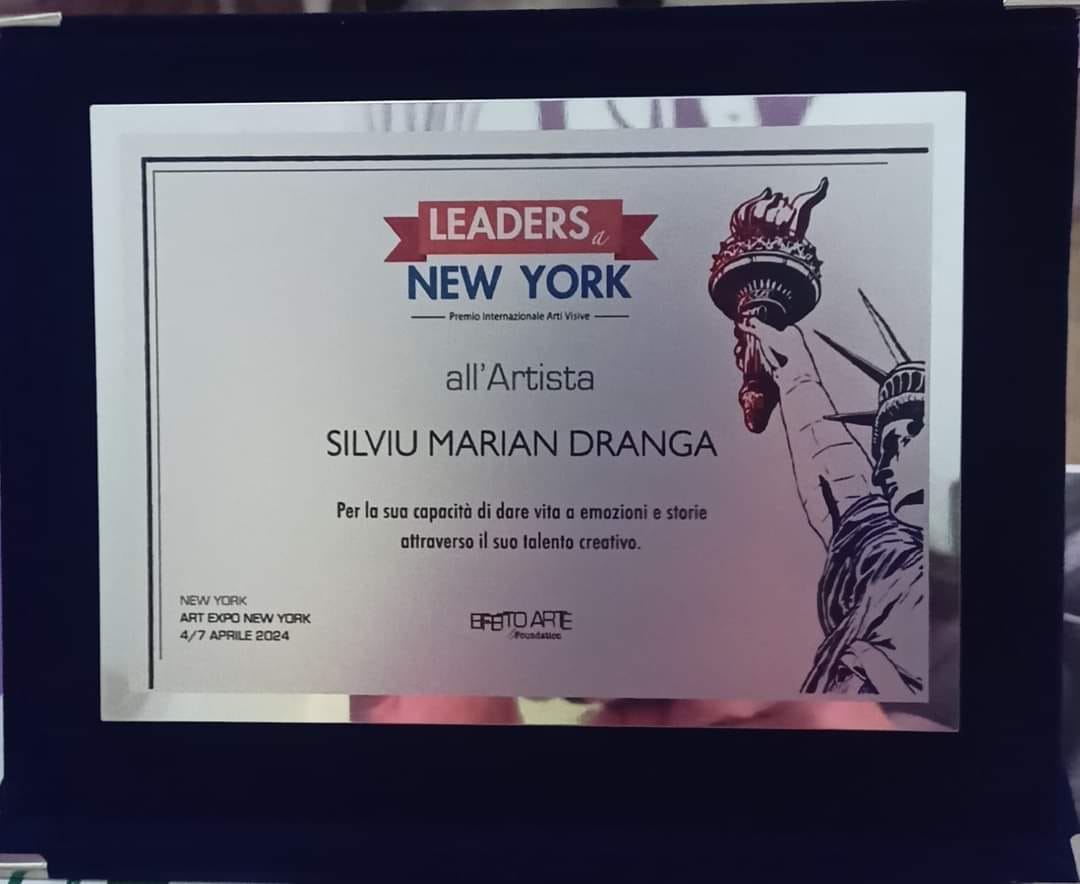 LEADERS a
NEW YORK
Premio Internazionale Arti Visive
all'Artista
SILVIU MARIAN DRANGA
Per la sua capacità di dare vita a emozioni e storie
attraverso il suo talento creativo.
NEW YORK
ART EXPO NEW YORK
4/7 APRILE 2024
EFFETTO ARTE
Foundation